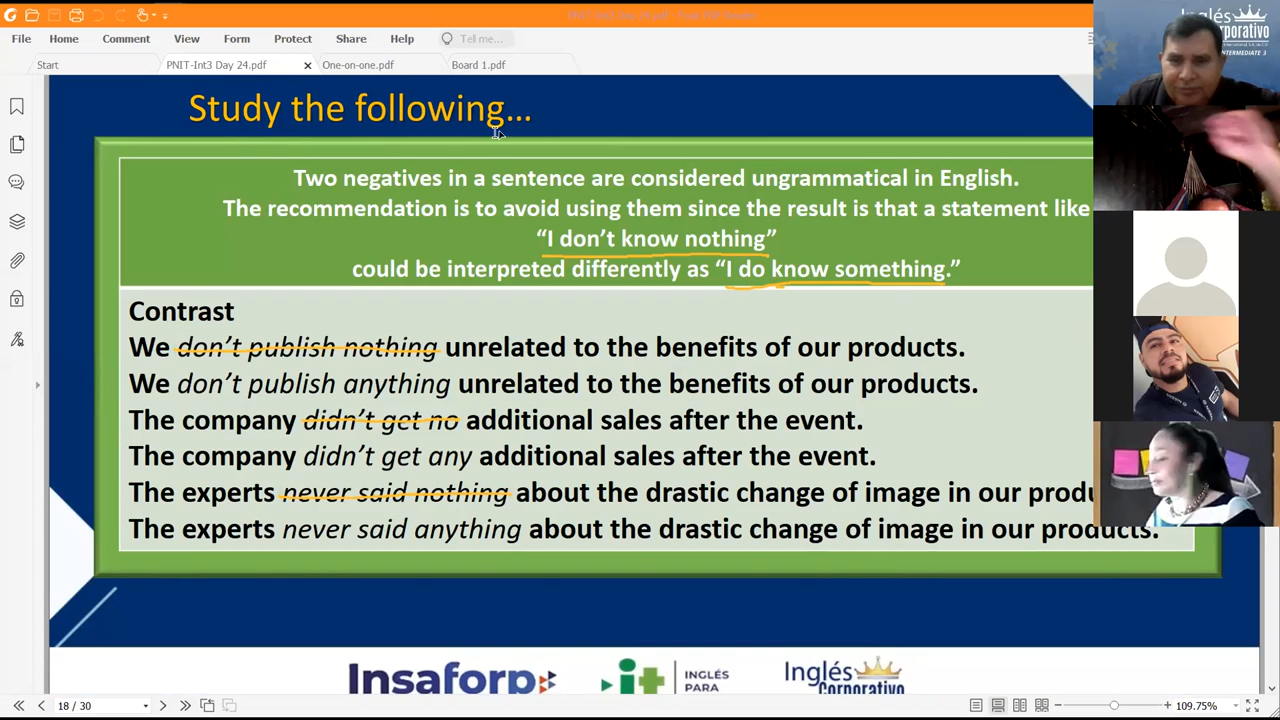 File Home Comment View Form Protect Share Help Tell me...
Start PNIT-Int3 Day 24.pdf One-on-one.pdf Board 1.pdf
Study the following...
Two negatives in a sentence are considered ungrammatical in English.
The recommendation is to avoid using them since the result is that a statement like
“I don’t know nothing”
could be interpreted differently as “I do know something.”
Contrast
We don’t publish nothing unrelated to the benefits of our products.
We don’t publish anything unrelated to the benefits of our products.
The company didn’t get no additional sales after the event.
The company didn’t get any additional sales after the event.
The experts never said nothing about the drastic change of image in our produ
The experts never said anything about the drastic change of image in our products.
Insaforp
it INGLÉS
PARA
Inglés
Corporativo
18 / 30
109.75%
Inglés
Corporativo
INTERMEDIATE 3